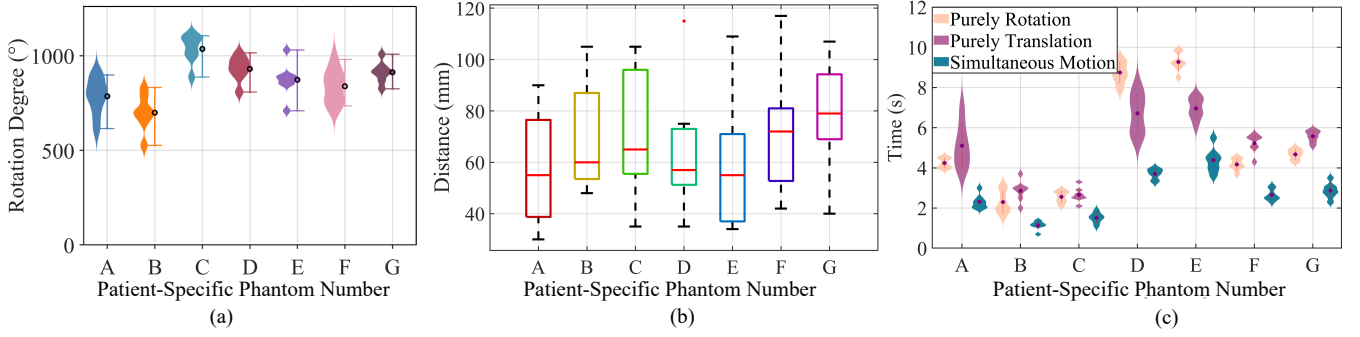 Rotation Degree (°)
1000
500
0
A B C D E F G
Patient-Specific Phantom Number
(a)
Distance (mm)
120
100
80
60
40
A B C D E F G
Patient-Specific Phantom Number
(b)
Time (s)
12
10
8
6
4
2
0
Purely Rotation
Purely Translation
Simultaneous Motion
A B C D E F G
Patient-Specific Phantom Number
(c)